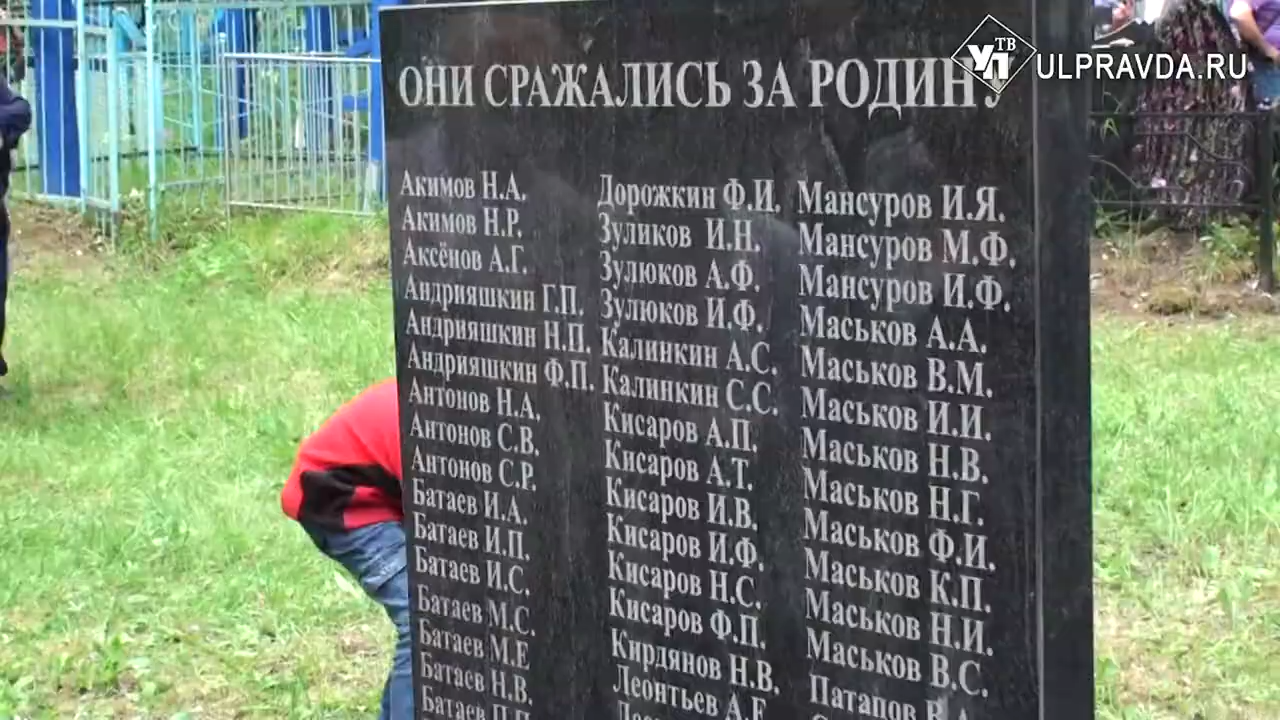 УП ТВ ULPRAVDA.RU
ОНИ СРАЖАЛИСЬ ЗА РОДИНУ
Акимов Н.А.
Акимов Н.Р.
Аксёнов А.Г.
Андрияшкин Г.П.
Андрияшкин Н.П.
Андрияшкин Ф.П.
Антонов Н.А.
Антонов С.В.
Антонов С.Р.
Батаев И.А.
Батаев И.П.
Батаев И.С.
Батаев М.С.
Батаев М.Е
Батаев Н.В.
Батаев П.П.
Дорожкин Ф.И.
Зуликов И.Н.
Зулюков А.Ф.
Зулюков И.Ф.
Калинкин А.С.
Калинкин С.С.
Кисаров А.П.
Кисаров А.Т.
Кисаров И.В.
Кисаров И.Ф.
Кисаров Н.С.
Кисаров Ф.П.
Кирдянов Н.В.
Леонтьев А.Е
Мансуров И.Я.
Мансуров М.Ф.
Мансуров И.Ф.
Маськов А.А.
Маськов В.М.
Маськов И.И.
Маськов Н.В.
Маськов Н.Г.
Маськов Ф.И.
Маськов К.П.
Маськов Н.И.
Маськов В.С.
Патапов В.А.